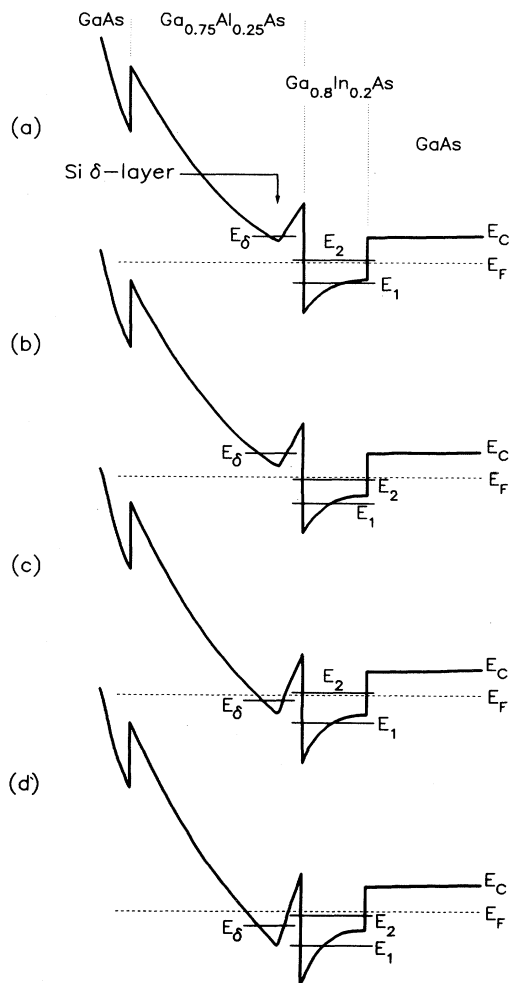 GaAs Ga0.75Al0.25As
Ga0.8In0.2As
GaAs
(a)
Si δ-layer
Eδ
E2
EC
EF
E1
(b)
Eδ
EC
EF
E2
E1
(c)
Eδ
E2
EC
EF
E1
(d)
Eδ
EC
EF
E2
E1